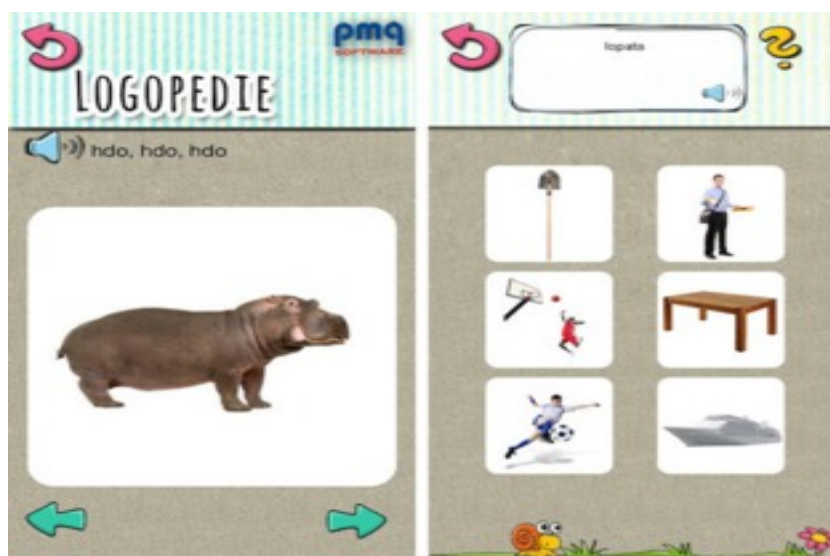 pmq
SOFTWARE
LOGOPEDIE
hdo, hdo, hdo
lopata
?